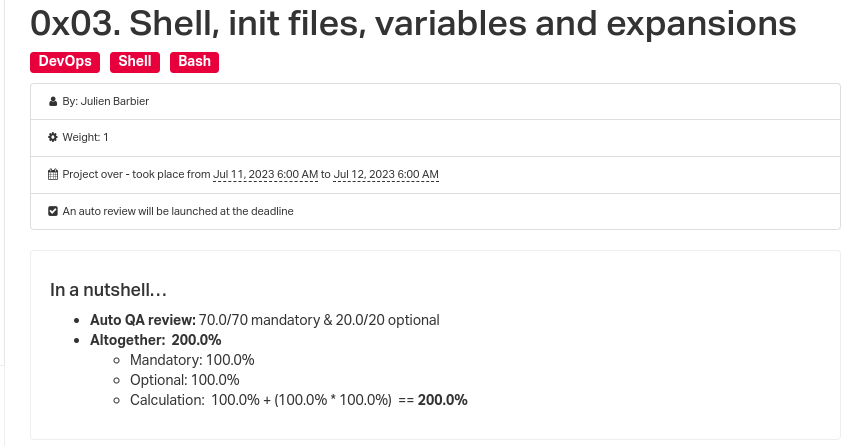 0x03. Shell, init files, variables and expansions
DevOps Shell Bash
By: Julien Barbier
Weight: 1
Project over - took place from Jul 11, 2023 6:00 AM to Jul 12, 2023 6:00 AM
An auto review will be launched at the deadline
In a nutshell…
Auto QA review: 70.0/70 mandatory & 20.0/20 optional
Altogether: 200.0%
Mandatory: 100.0%
Optional: 100.0%
Calculation: 100.0% + (100.0% * 100.0%) == 200.0%